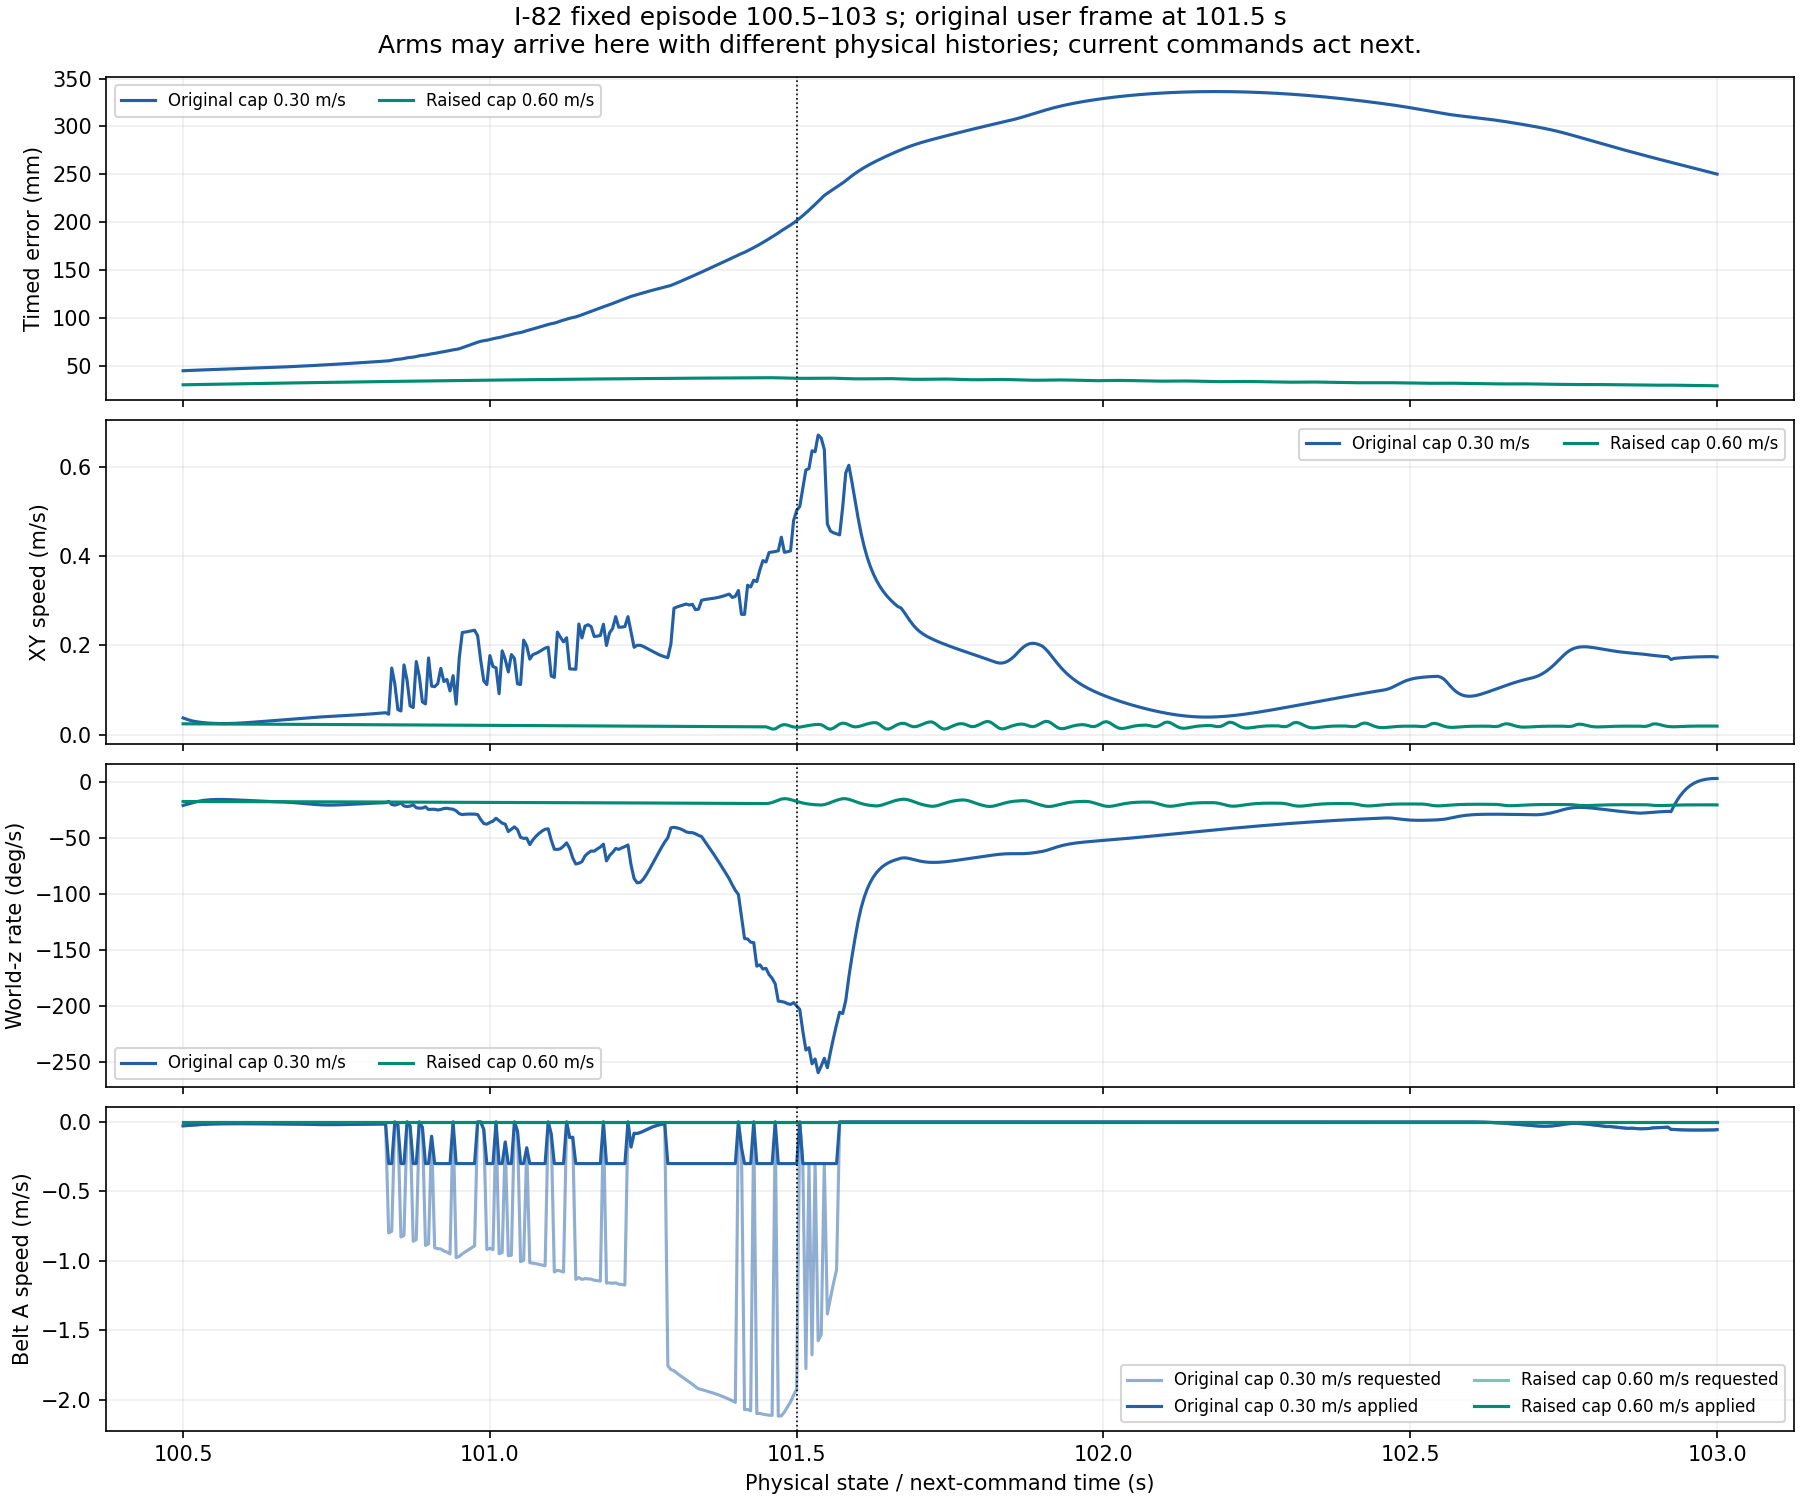 I-82 fixed episode 100.5–103 s; original user frame at 101.5 s
Arms may arrive here with different physical histories; current commands act next.
Timed error (mm)
350
300
250
200
150
100
50
Original cap 0.30 m/s
Raised cap 0.60 m/s
XY speed (m/s)
0.6
0.4
0.2
0.0
Original cap 0.30 m/s
Raised cap 0.60 m/s
World-z rate (deg/s)
0
−50
−100
−150
−200
−250
Original cap 0.30 m/s
Raised cap 0.60 m/s
Belt A speed (m/s)
0.0
−0.5
−1.0
−1.5
−2.0
Original cap 0.30 m/s requested
Original cap 0.30 m/s applied
Raised cap 0.60 m/s requested
Raised cap 0.60 m/s applied
100.5
101.0
101.5
102.0
102.5
103.0
Physical state / next-command time (s)